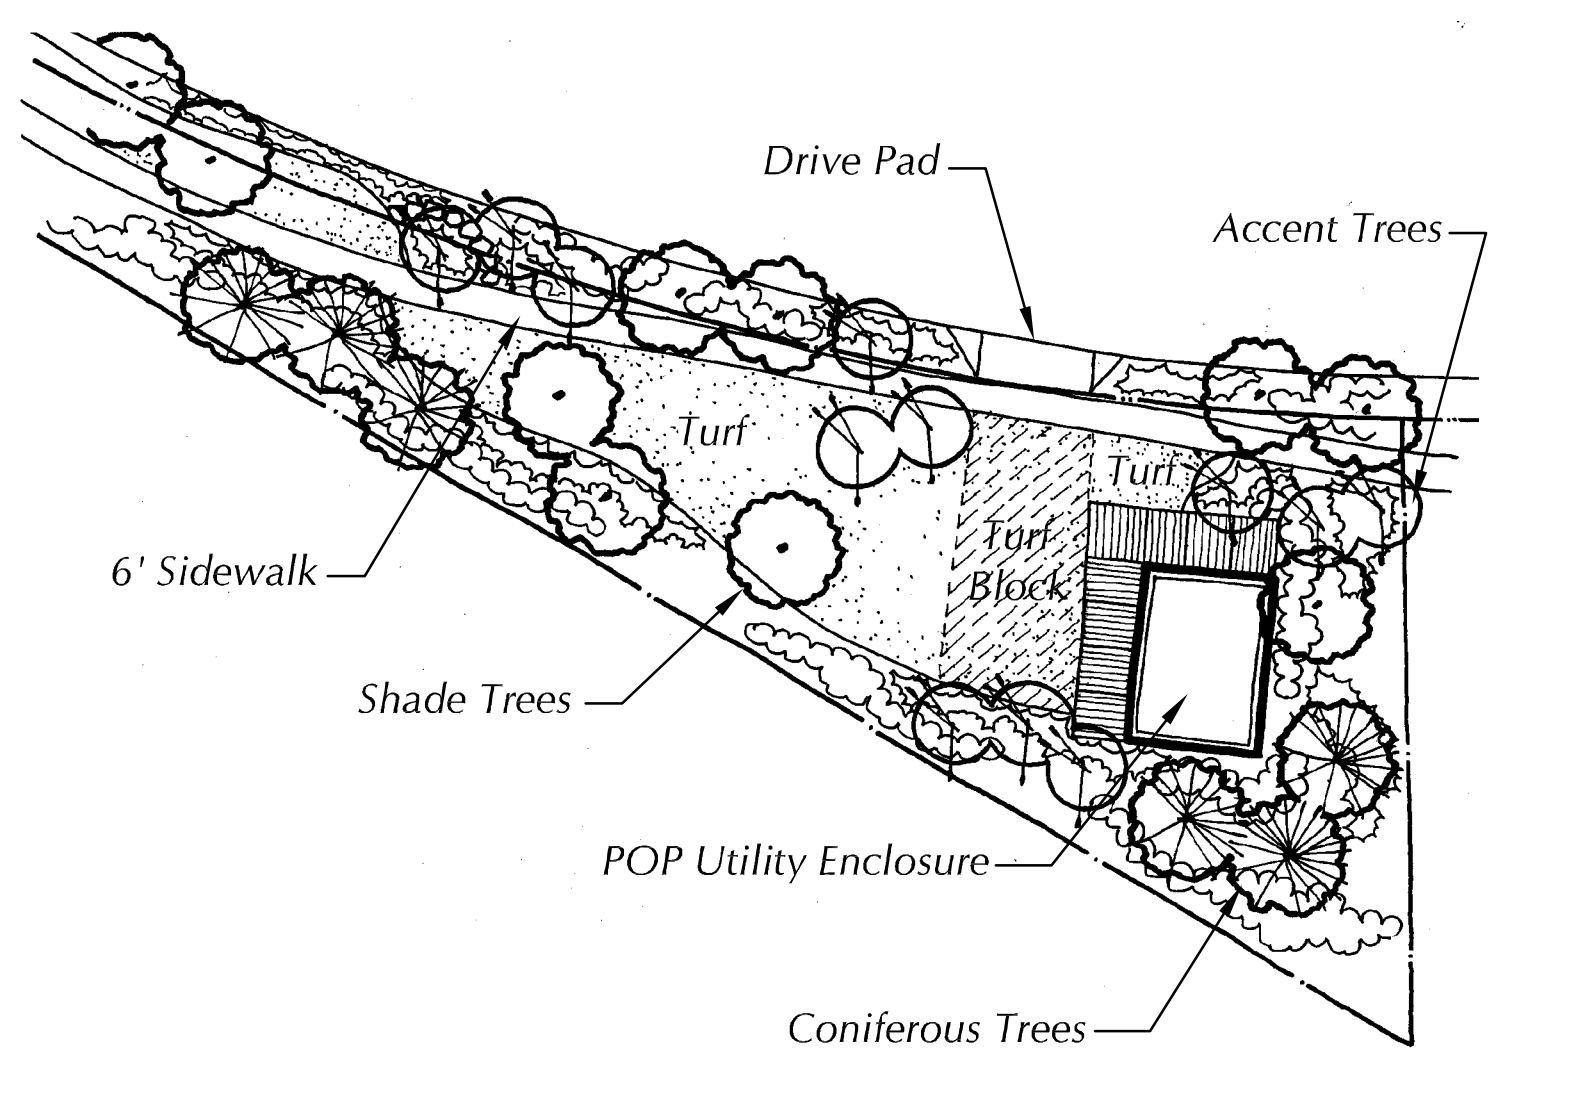 Drive Pad
Accent Trees
Turf
Turf
Turf
Block
6' Sidewalk
Shade Trees
POP Utility Enclosure
Coniferous Trees